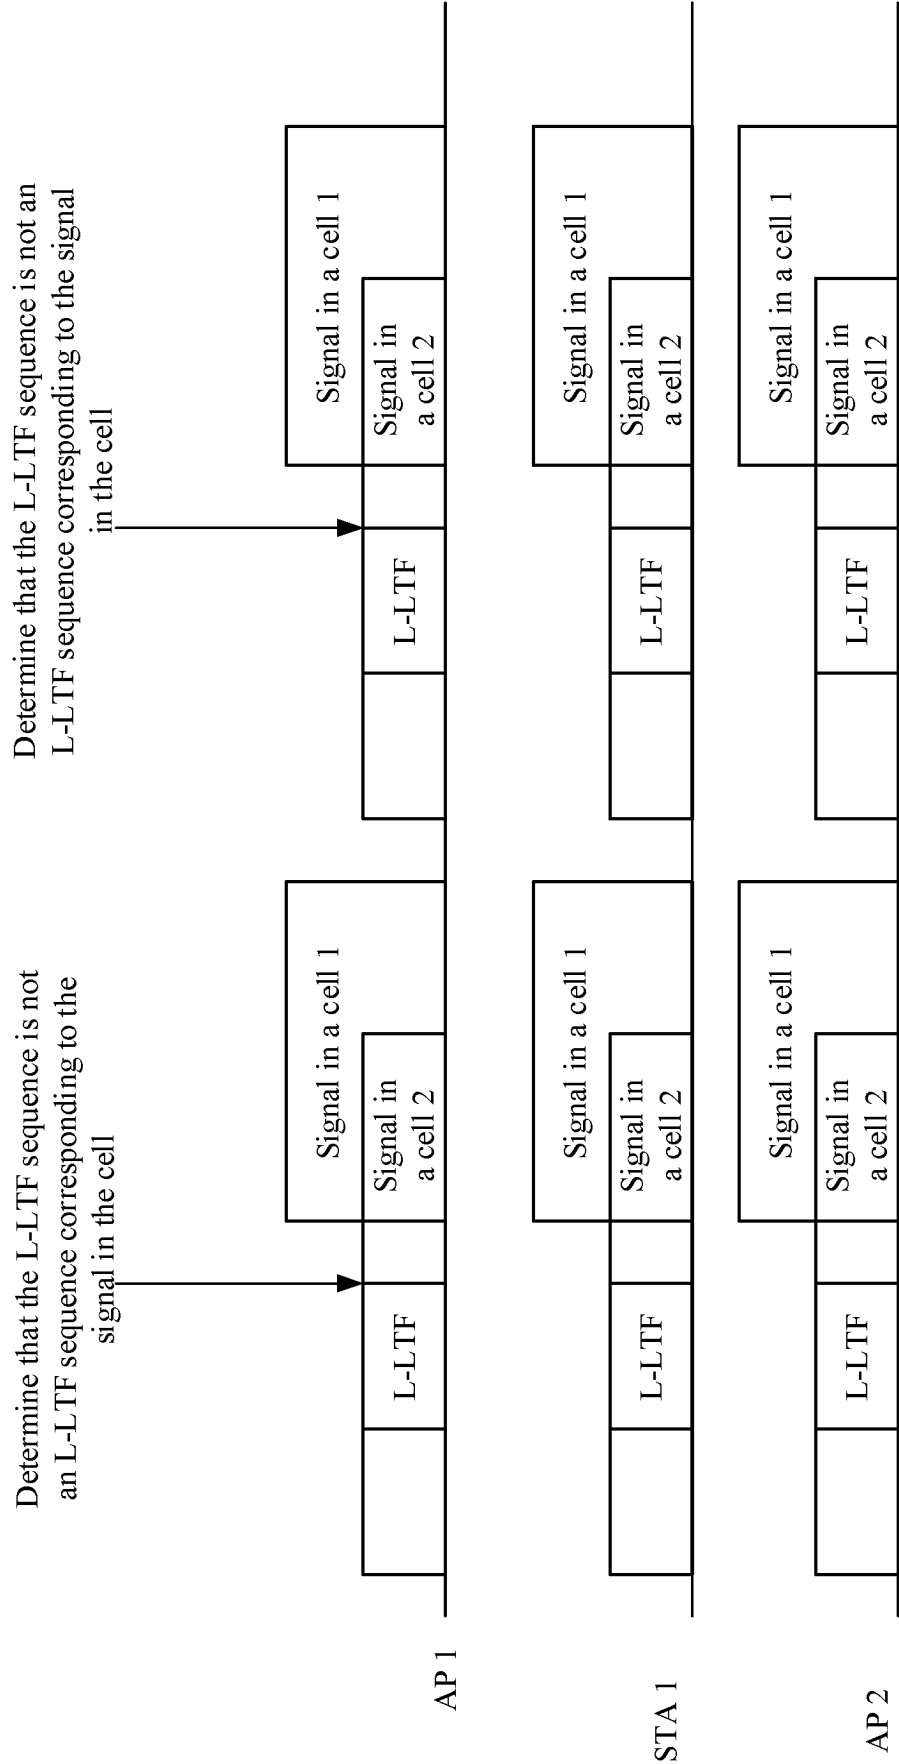 Determine that the L-LTF sequence is not
an L-LTF sequence corresponding to the
signal in the cell
Determine that the L-LTF sequence is not an
L-LTF sequence corresponding to the signal
in the cell
AP 1
L-LTF
Signal in a cell 1
Signal in
a cell 2
L-LTF
Signal in a cell 1
Signal in
a cell 2
STA 1
L-LTF
Signal in a cell 1
Signal in
a cell 2
L-LTF
Signal in a cell 1
Signal in
a cell 2
AP 2
L-LTF
Signal in a cell 1
Signal in
a cell 2
L-LTF
Signal in a cell 1
Signal in
a cell 2